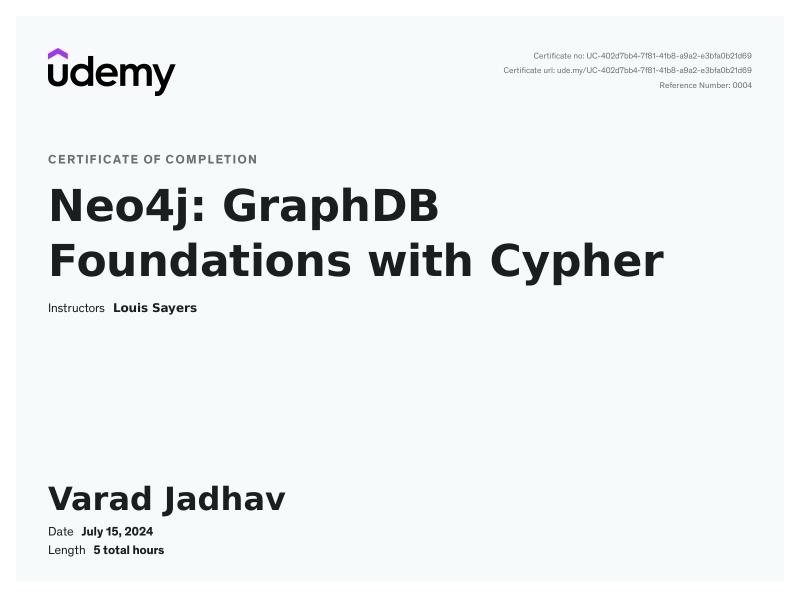 udemy
Certificate no: UC-402d7bb4-7f81-41b8-a9a2-e3bfa0b21d69
Certificate url: ude.my/UC-402d7bb4-7f81-41b8-a9a2-e3bfa0b21d69
Reference Number: 0004
CERTIFICATE OF COMPLETION
Neo4j: GraphDB
Foundations with Cypher
Instructors Louis Sayers
Varad Jadhav
Date July 15, 2024
Length 5 total hours